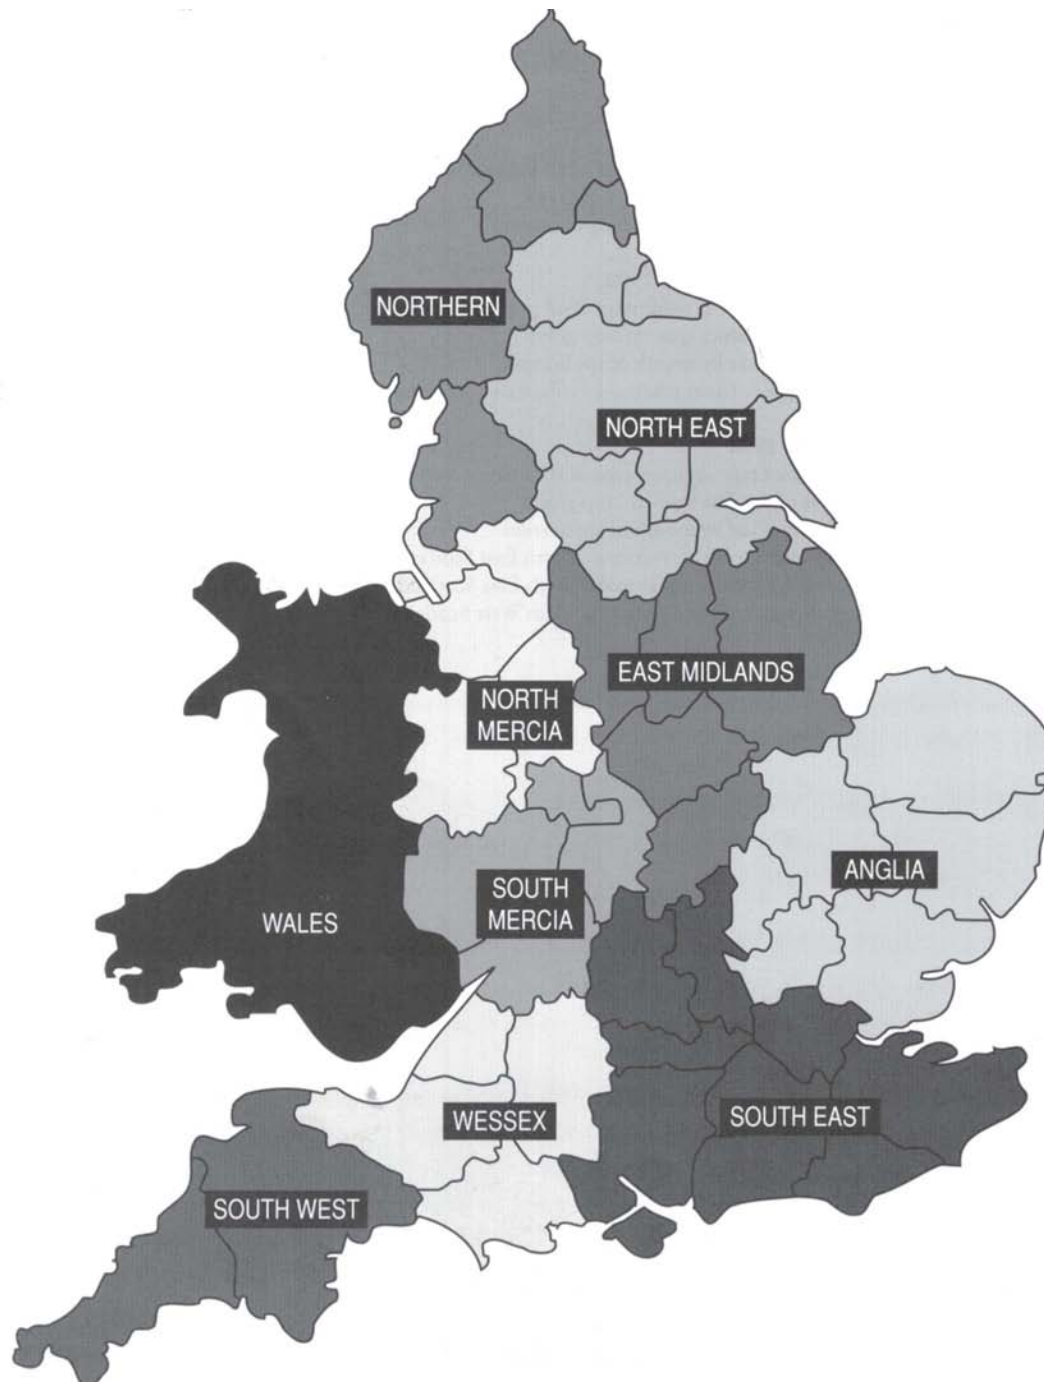 NORTHERN
NORTH EAST
EAST MIDLANDS
NORTH
MERCIA
ANGLIA
SOUTH
MERCIA
WALES
WESSEX
SOUTH EAST
SOUTH WEST